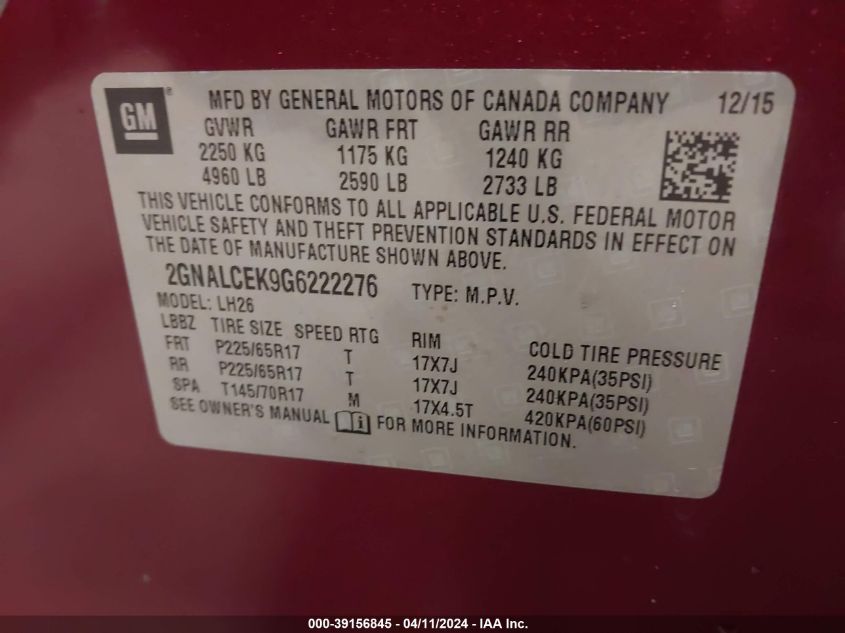 GM ® MFD BY GENERAL MOTORS OF CANADA COMPANY 12/15
GVWR GAWR FRT GAWR RR
2250 KG 1175 KG 1240 KG
4960 LB 2590 LB 2733 LB
THIS VEHICLE CONFORMS TO ALL APPLICABLE U.S. FEDERAL MOTOR
VEHICLE SAFETY AND THEFT PREVENTION STANDARDS IN EFFECT ON
THE DATE OF MANUFACTURE SHOWN ABOVE.
2GNALCEK9G6222276 TYPE: M.P.V.
MODEL: LH26
LBBZ TIRE SIZE SPEED RTG RIM COLD TIRE PRESSURE
FRT P225/65R17 T 17X7J 240KPA(35PSI)
RR P225/65R17 T 17X7J 240KPA(35PSI)
SPA T145/70R17 M 17X4.5T 420KPA(60PSI)
SEE OWNER'S MANUAL FOR MORE INFORMATION.
000-39156845 - 04/11/2024 - IAA Inc.